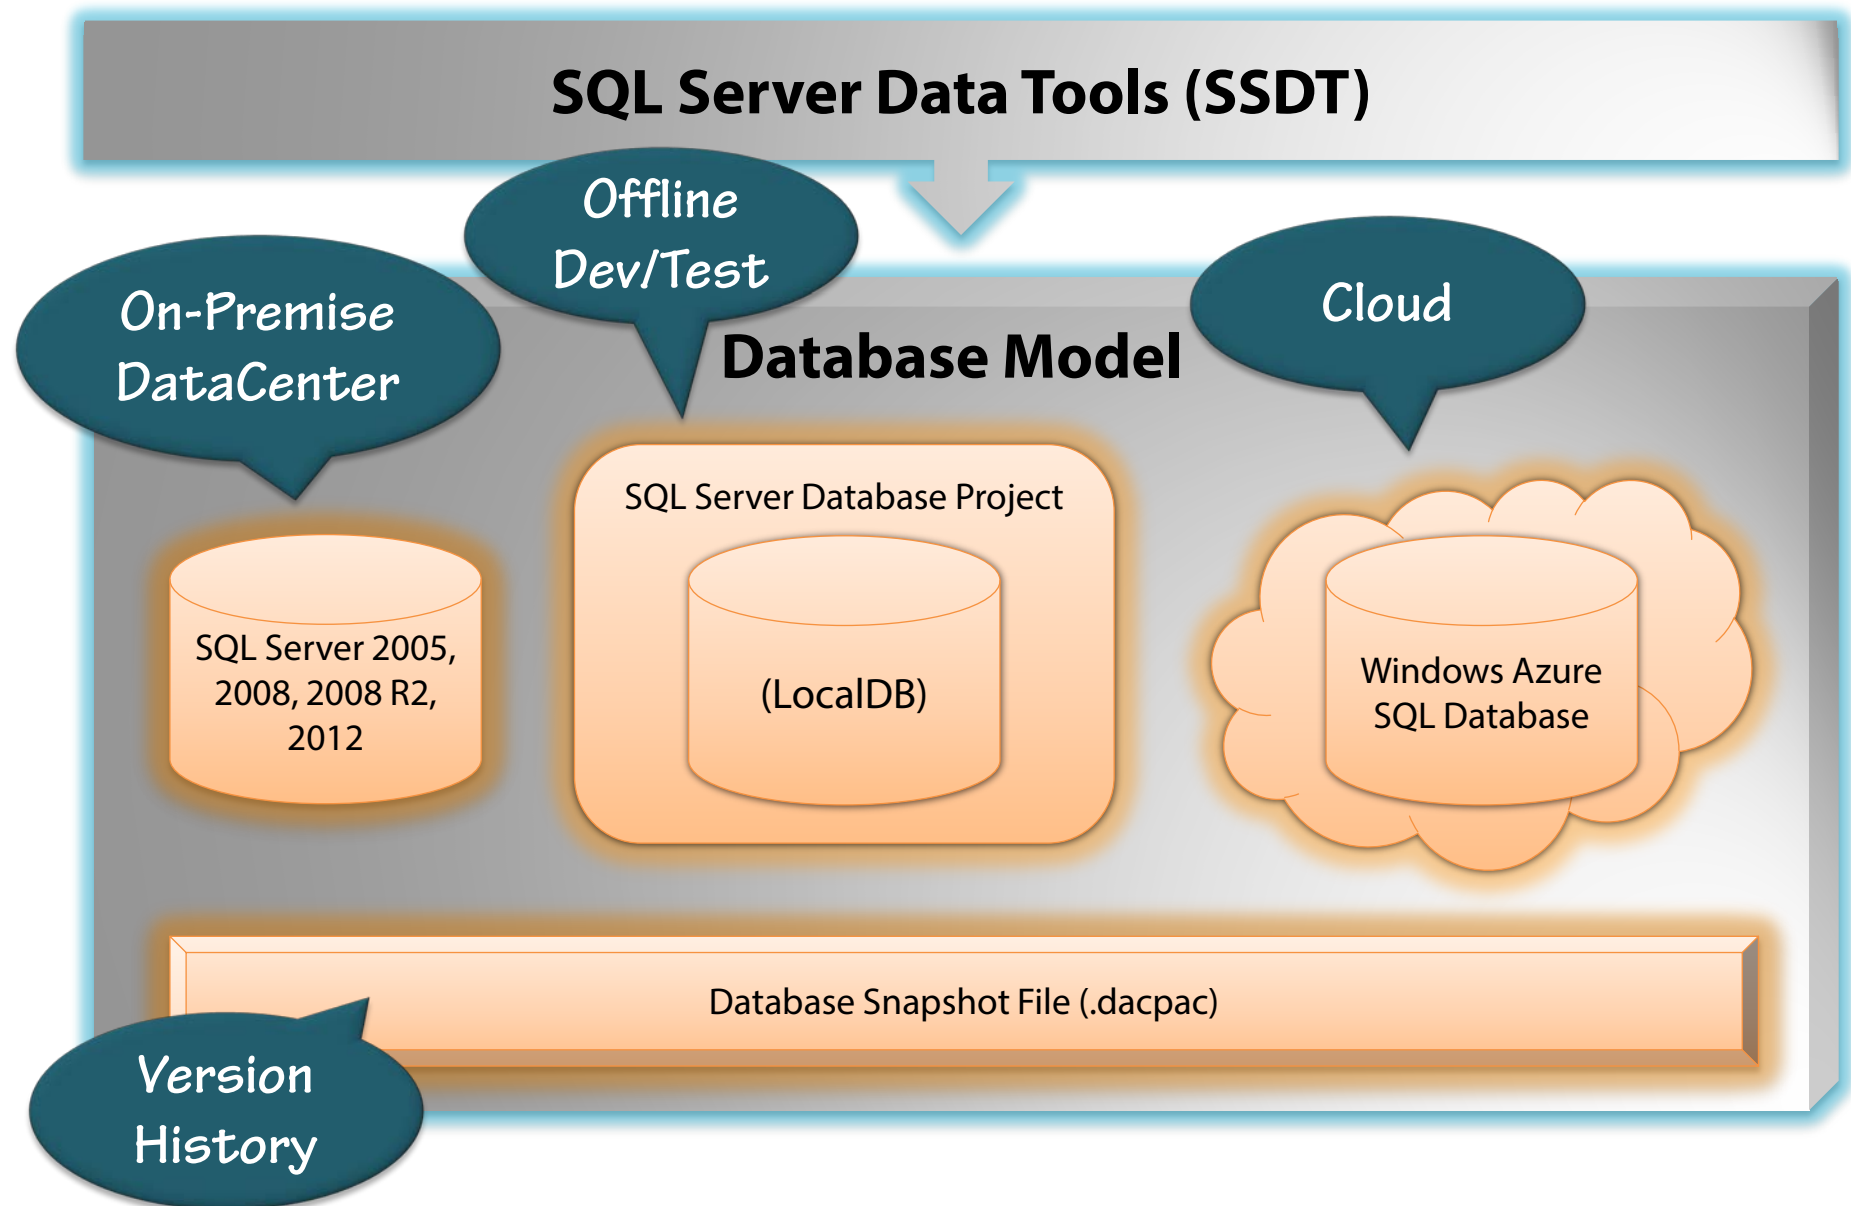 SQL Server Data Tools (SSDT)
Offline
Dev/Test
On-Premise
DataCenter
Cloud
Database Model
SQL Server Database Project
SQL Server 2005,
2008, 2008 R2,
2012
(LocalDB)
Windows Azure
SQL Database
Database Snapshot File (.dacpac)
Version
History